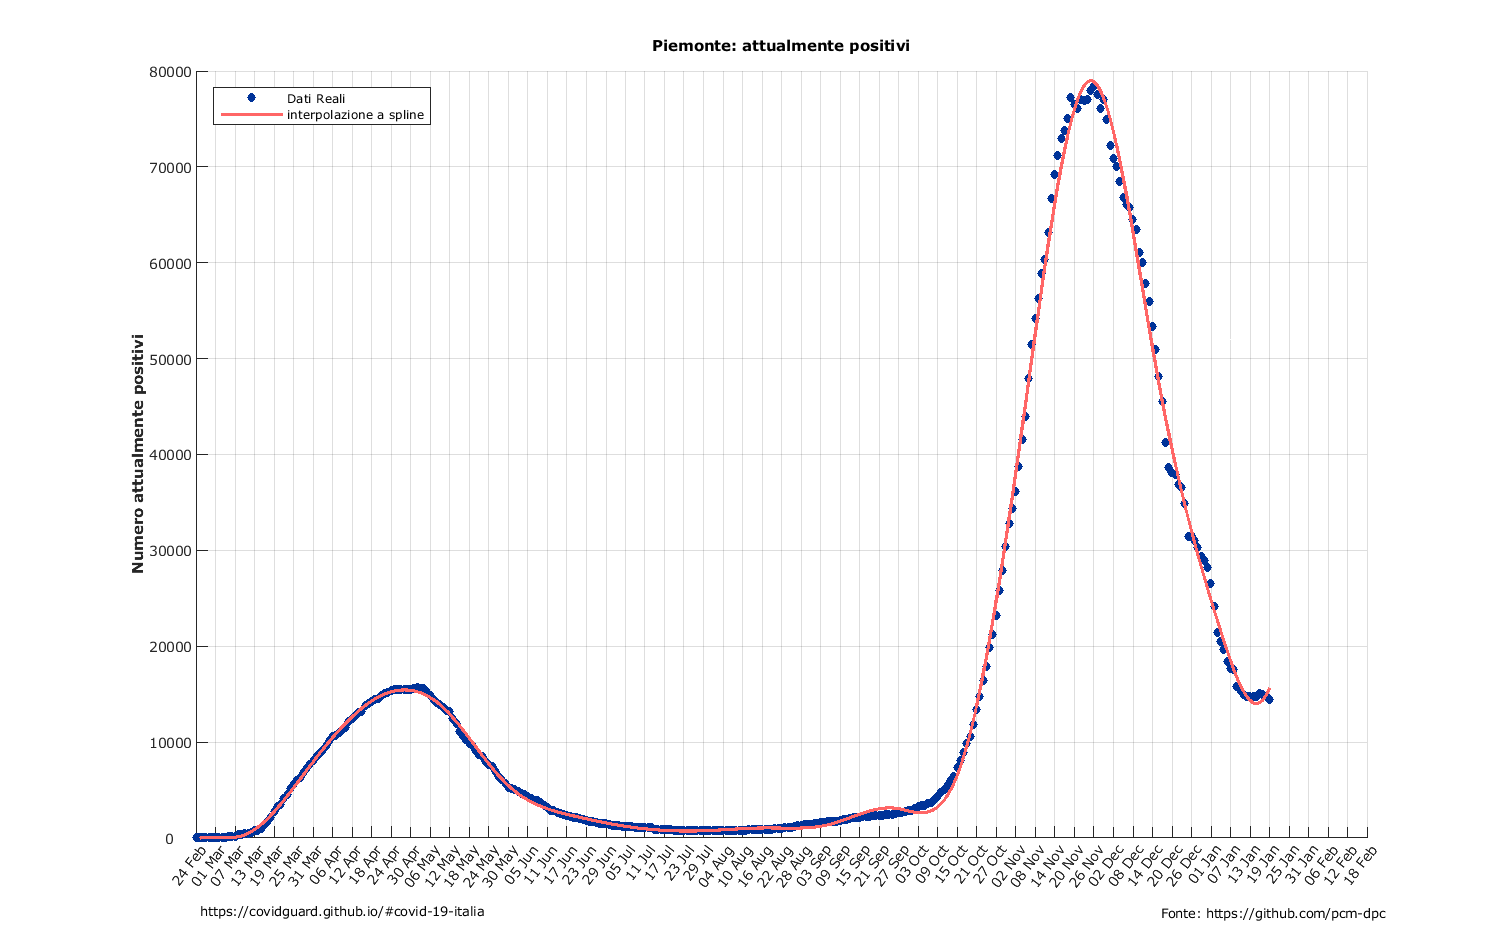 Piemonte: attualmente positivi
Dati Reali
interpolazione a spline
Numero attualmente positivi
80000
70000
60000
50000
40000
30000
20000
10000
0
24 Feb
01 Mar
07 Mar
13 Mar
19 Mar
25 Mar
31 Mar
06 Apr
12 Apr
18 Apr
24 Apr
30 Apr
06 May
12 May
18 May
24 May
30 May
05 Jun
11 Jun
17 Jun
23 Jun
29 Jun
05 Jul
11 Jul
17 Jul
23 Jul
29 Jul
04 Aug
10 Aug
16 Aug
22 Aug
28 Aug
03 Sep
09 Sep
15 Sep
21 Sep
27 Sep
03 Oct
09 Oct
15 Oct
21 Oct
27 Oct
02 Nov
08 Nov
14 Nov
20 Nov
26 Nov
02 Dec
08 Dec
14 Dec
20 Dec
26 Dec
01 Jan
07 Jan
13 Jan
19 Jan
25 Jan
31 Jan
06 Feb
12 Feb
18 Feb
https://covidguard.github.io/#covid-19-italia
Fonte: https://github.com/pcm-dpc